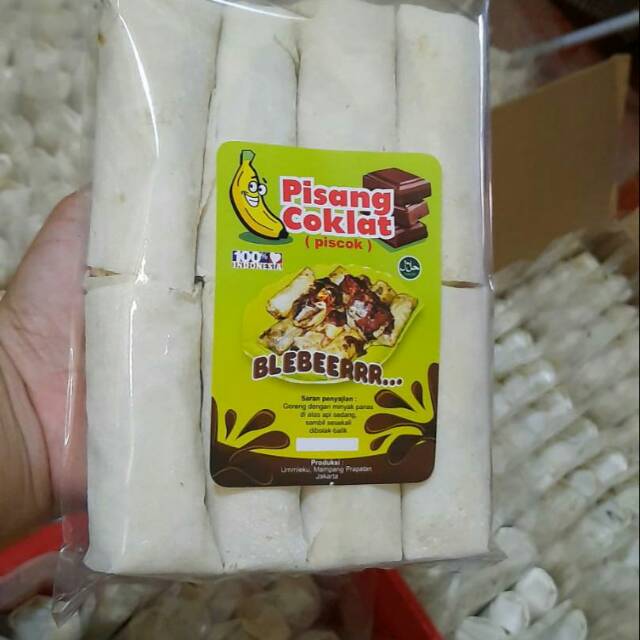 Pisang
Coklat
( piscok )
100%
INDONESIA
حلال
BLEBEERRR...
Saran penyajian :
Goreng dengan minyak panas
di atas api sedang,
sambil sesekali
dibolak-balik
Produksi :
Ummieku, Mampang Prapatan
Jakarta